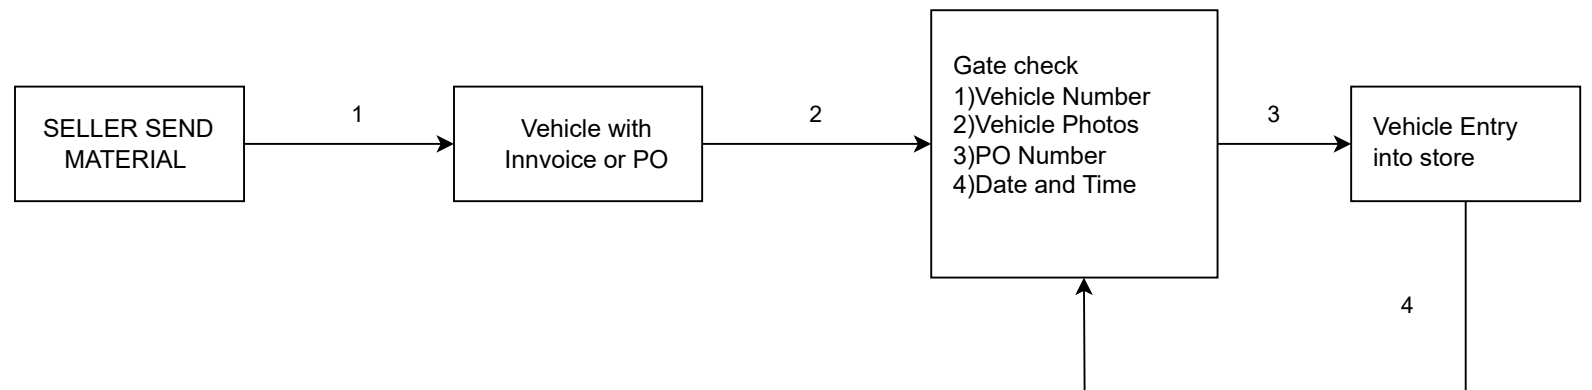 SELLER SEND
MATERIAL
1
Vehicle with
Innvoice or PO
2
Gate check
1)Vehicle Number
2)Vehicle Photos
3)PO Number
4)Date and Time
3
Vehicle Entry
into store
4